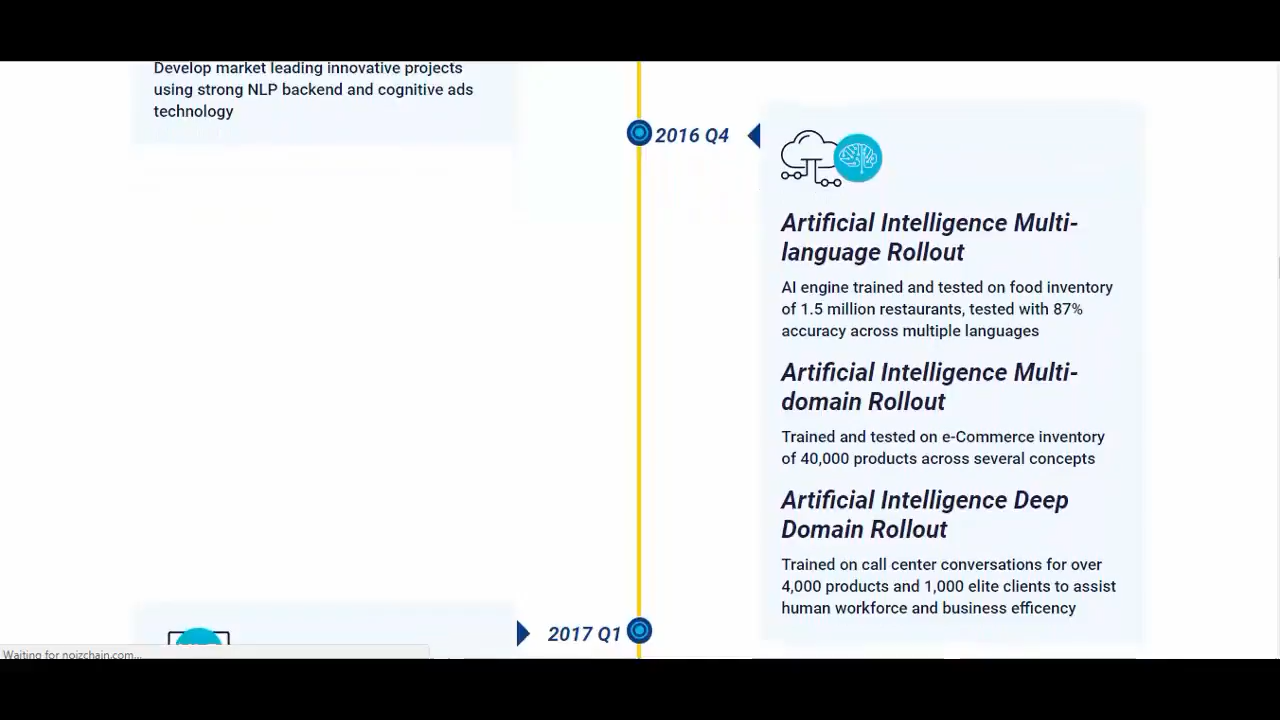 Develop market leading innovative projects
using strong NLP backend and cognitive ads
technology
2016 Q4
Artificial Intelligence Multi-
language Rollout
AI engine trained and tested on food inventory
of 1.5 million restaurants, tested with 87%
accuracy across multiple languages
Artificial Intelligence Multi-
domain Rollout
Trained and tested on e-Commerce inventory
of 40,000 products across several concepts
Artificial Intelligence Deep
Domain Rollout
Trained on call center conversations for over
4,000 products and 1,000 elite clients to assist
human workforce and business efficency
2017 Q1
Waiting for noizchain.com...